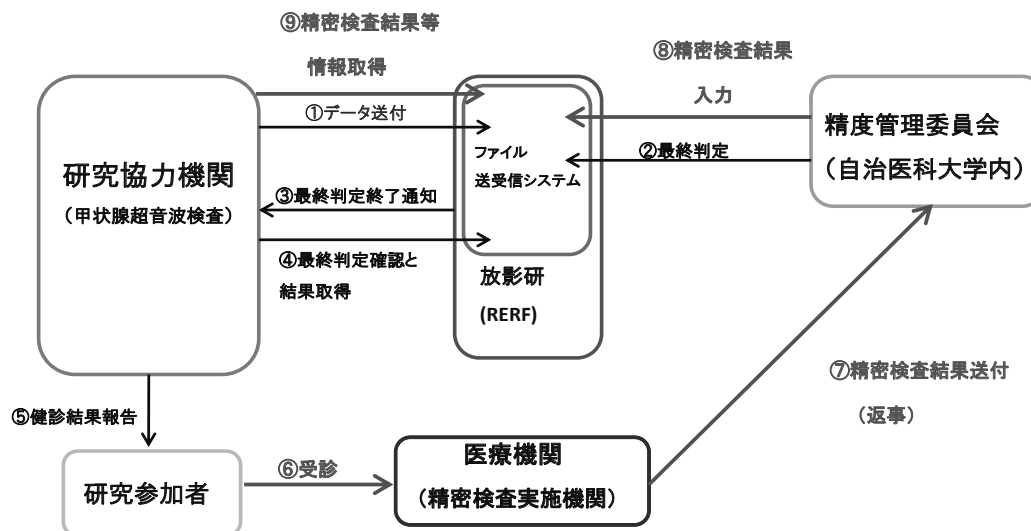 ⑨精密検査結果等
情報取得
⑧精密検査結果
入力
①データ送付
研究協力機関
(甲状腺超音波検査)
ファイル
送受信システム
②最終判定
精度管理委員会
(自治医科大学内)
③最終判定終了通知
④最終判定確認と
結果取得
放影研
(RERF)
⑦精密検査結果送付
(返事)
⑤健診結果報告
研究参加者
⑥受診
医療機関
(精密検査実施機関)